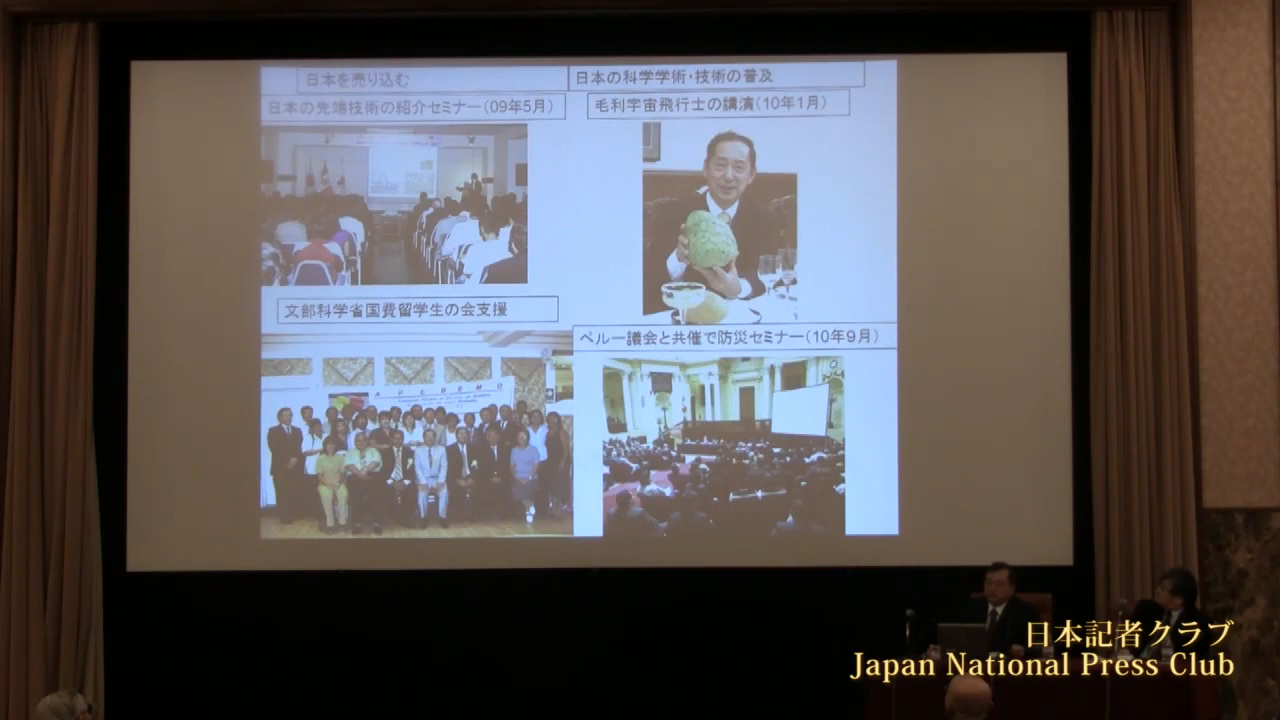 日本を売り込む
日本の先端技術の紹介セミナー(09年5月)
日本の科学学術・技術の普及
毛利宇宙飛行士の講演(10年1月)
文部科学省国費留学生の会支援
ペルー議会と共催で防災セミナー(10年9月)
日本記者クラブ
Japan National Press Club